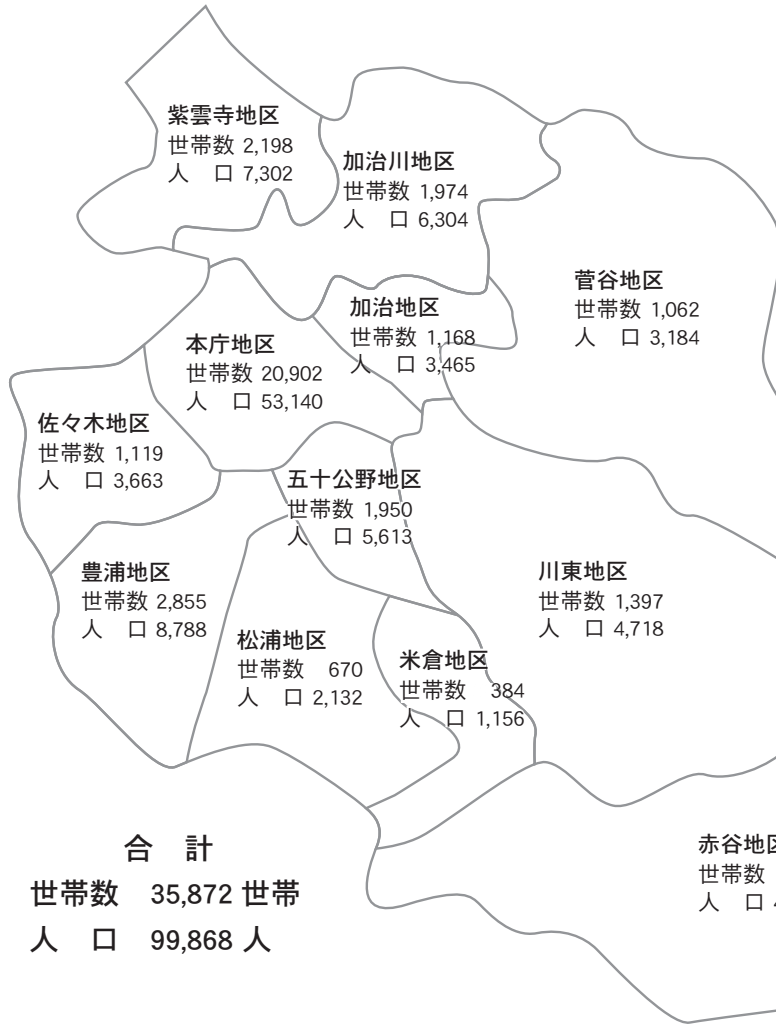 紫雲寺地区
世帯数 2,198
人　口 7,302
加治川地区
世帯数 1,974
人　口 6,304
菅谷地区
世帯数 1,062
人　口 3,184
加治地区
世帯数 1,168
人　口 3,465
本庁地区
世帯数 20,902
人　口 53,140
佐々木地区
世帯数 1,119
人　口 3,663
五十公野地区
世帯数 1,950
人　口 5,613
豊浦地区
世帯数 2,855
人　口 8,788
川東地区
世帯数 1,397
人　口 4,718
松浦地区
世帯数　670
人　口 2,132
米倉地区
世帯数　384
人　口 1,156
赤谷地区
世帯数
人　口
合　計
世帯数　35,872 世帯
人　口　99,868 人